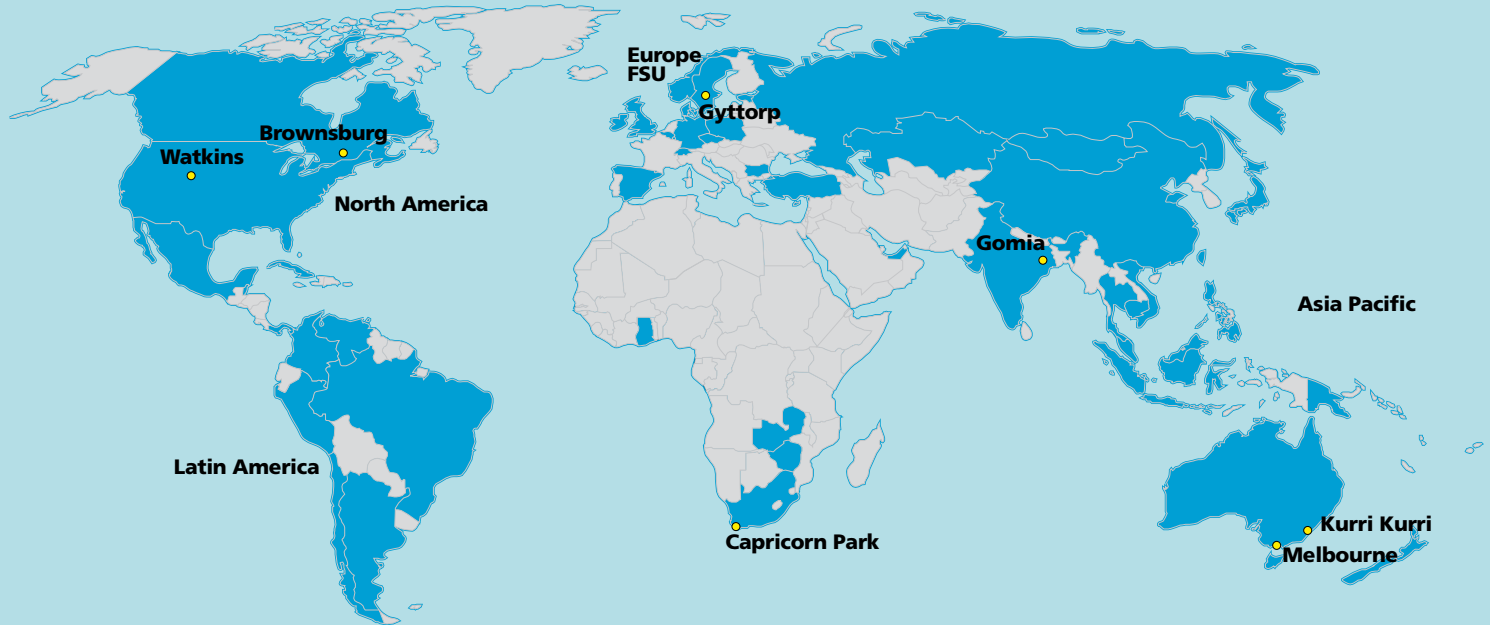 Europe
FSU
Gyttorp
Brownsburg
Watkins
North America
Gomia
Asia Pacific
Latin America
Capricorn Park
Kurri Kurri
Melbourne